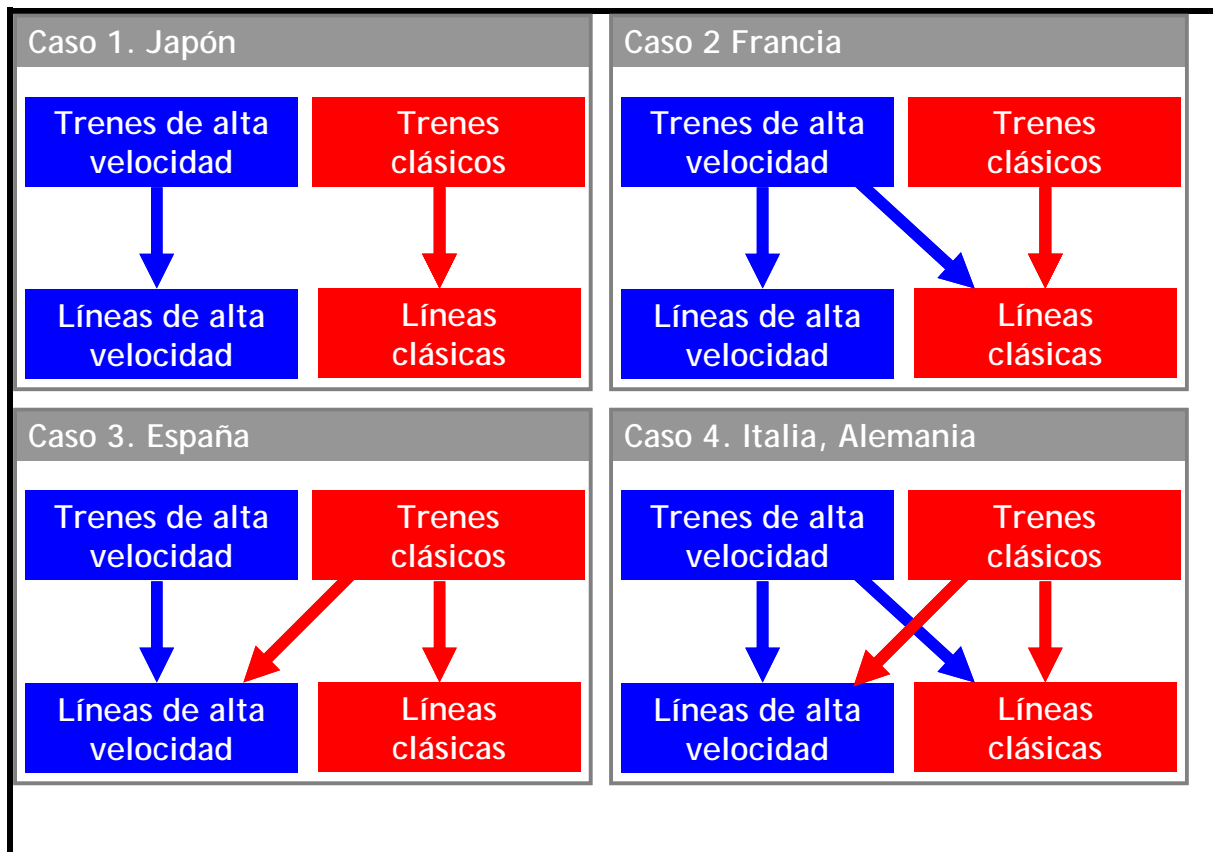 Caso 1. Japón
Trenes de alta
velocidad
Trenes
clásicos
Líneas de alta
velocidad
Líneas
clásicas
Caso 2 Francia
Trenes de alta
velocidad
Trenes
clásicos
Líneas de alta
velocidad
Líneas
clásicas
Caso 3. España
Trenes de alta
velocidad
Trenes
clásicos
Líneas de alta
velocidad
Líneas
clásicas
Caso 4. Italia, Alemania
Trenes de alta
velocidad
Trenes
clásicos
Líneas de alta
velocidad
Líneas
clásicas